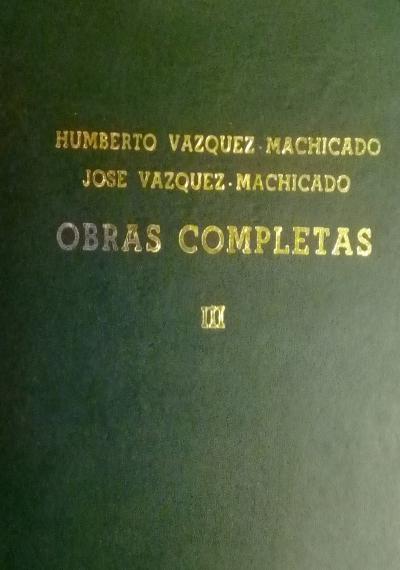 HUMBERTO VAZQUEZ-MACHICADO
JOSE VAZQUEZ-MACHICADO
OBRAS COMPLETAS
III